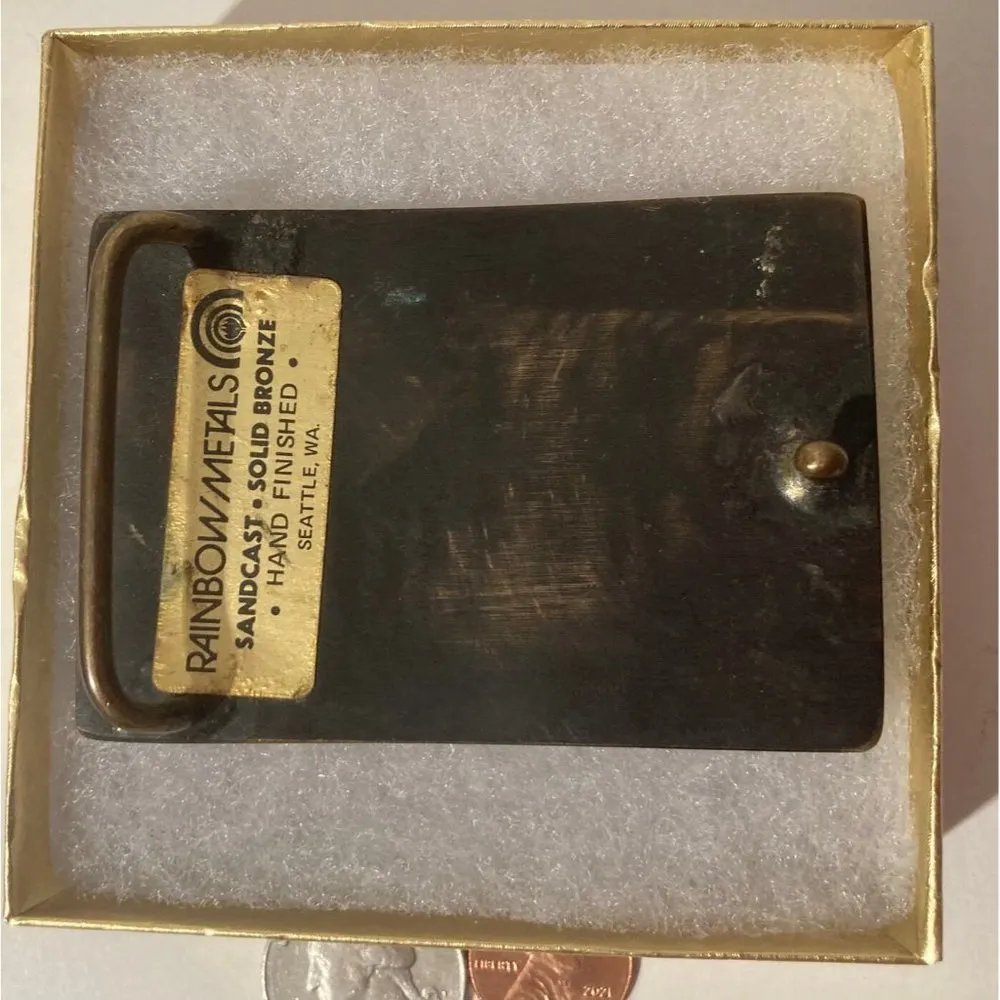 RAINBOW METALS
SANDCAST • SOLID BRONZE
• HAND FINISHED •
SEATTLE, WA.
LIBERTY
2021